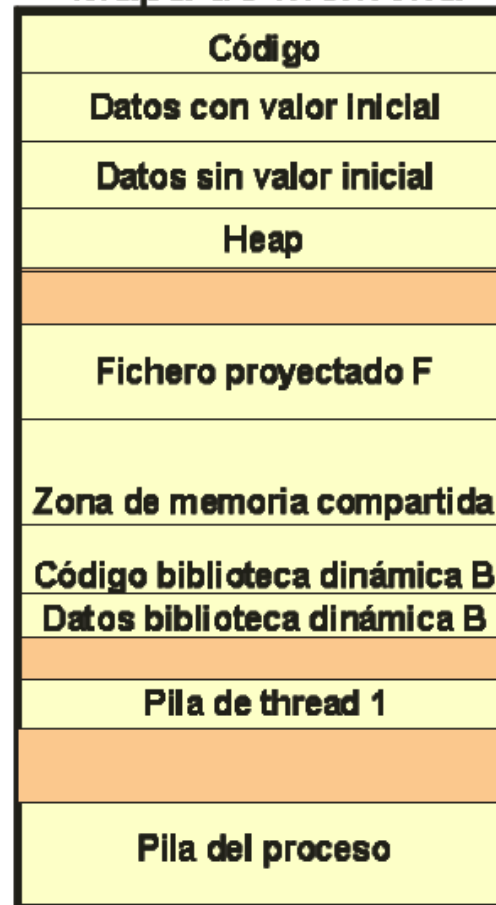 Código
Datos con valor inicial
Datos sin valor inicial
Heap
Fichero proyectado F
Zona de memoria compartida
Código biblioteca dinámica B
Datos biblioteca dinámica B
Pila de thread 1
Pila del proceso